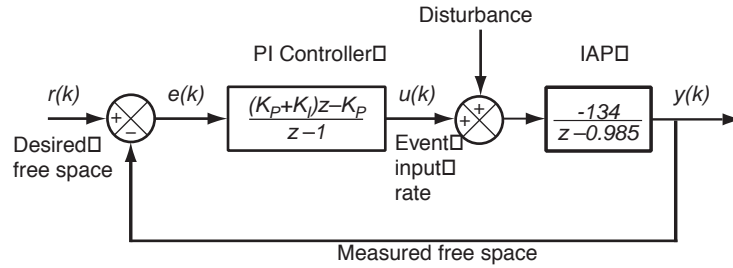 Disturbance
PI Controller□
IAP□
r(k)
e(k)
(K_P+K_I)z–K_P
z–1
u(k)
+
–
+
+
-134
z–0.985
y(k)
Desired□
free space
Event□
input□
rate
Measured free space